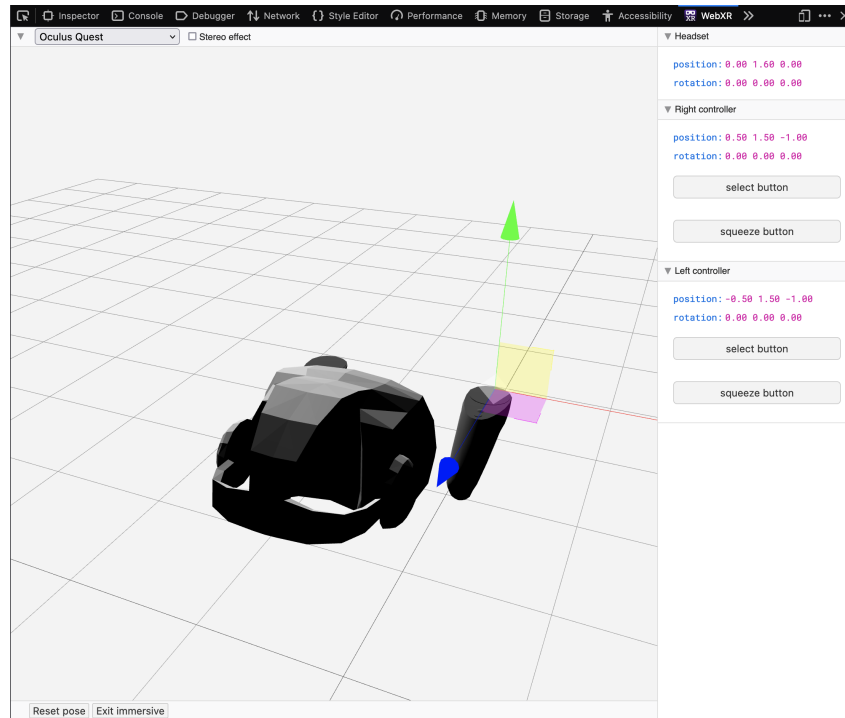 Inspector Console Debugger Network Style Editor Performance Memory Storage Accessibility WebXR
Oculus Quest Stereo effect
Headset
position: 0.00 1.60 0.00
rotation: 0.00 0.00 0.00
Right controller
position: 0.50 1.50 -1.00
rotation: 0.00 0.00 0.00
select button
squeeze button
Left controller
position: -0.50 1.50 -1.00
rotation: 0.00 0.00 0.00
select button
squeeze button
Reset pose Exit immersive